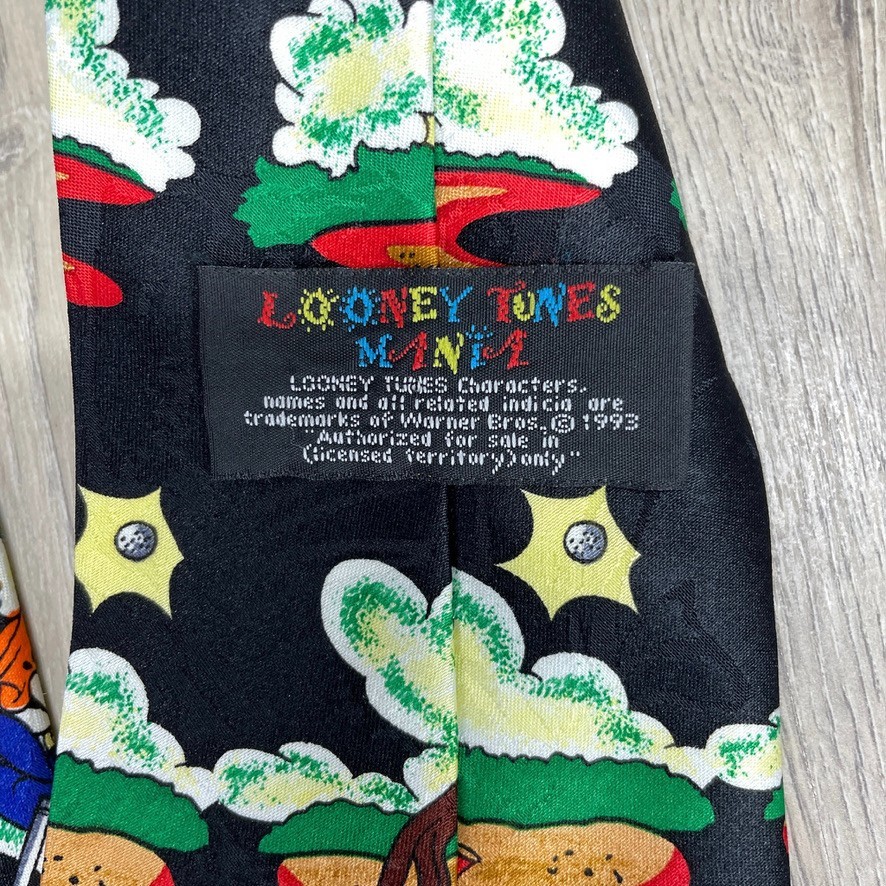 LOONEY TUNES
MANIA
LOONEY TUNES Characters,
names and all related indicia are
trademarks of Warner Bros. © 1993
"Authorized for sale in
(licensed territory) only"